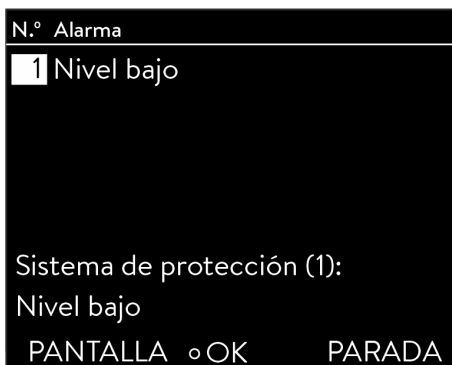 N.º Alarma
1 Nivel bajo
Sistema de protección (1):
Nivel bajo
PANTALLA ∘ OK PARADA